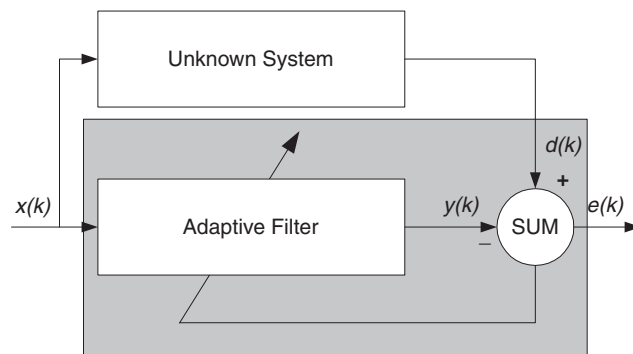 Unknown System
d(k)
+
x(k)
Adaptive Filter
y(k)
–
SUM
e(k)